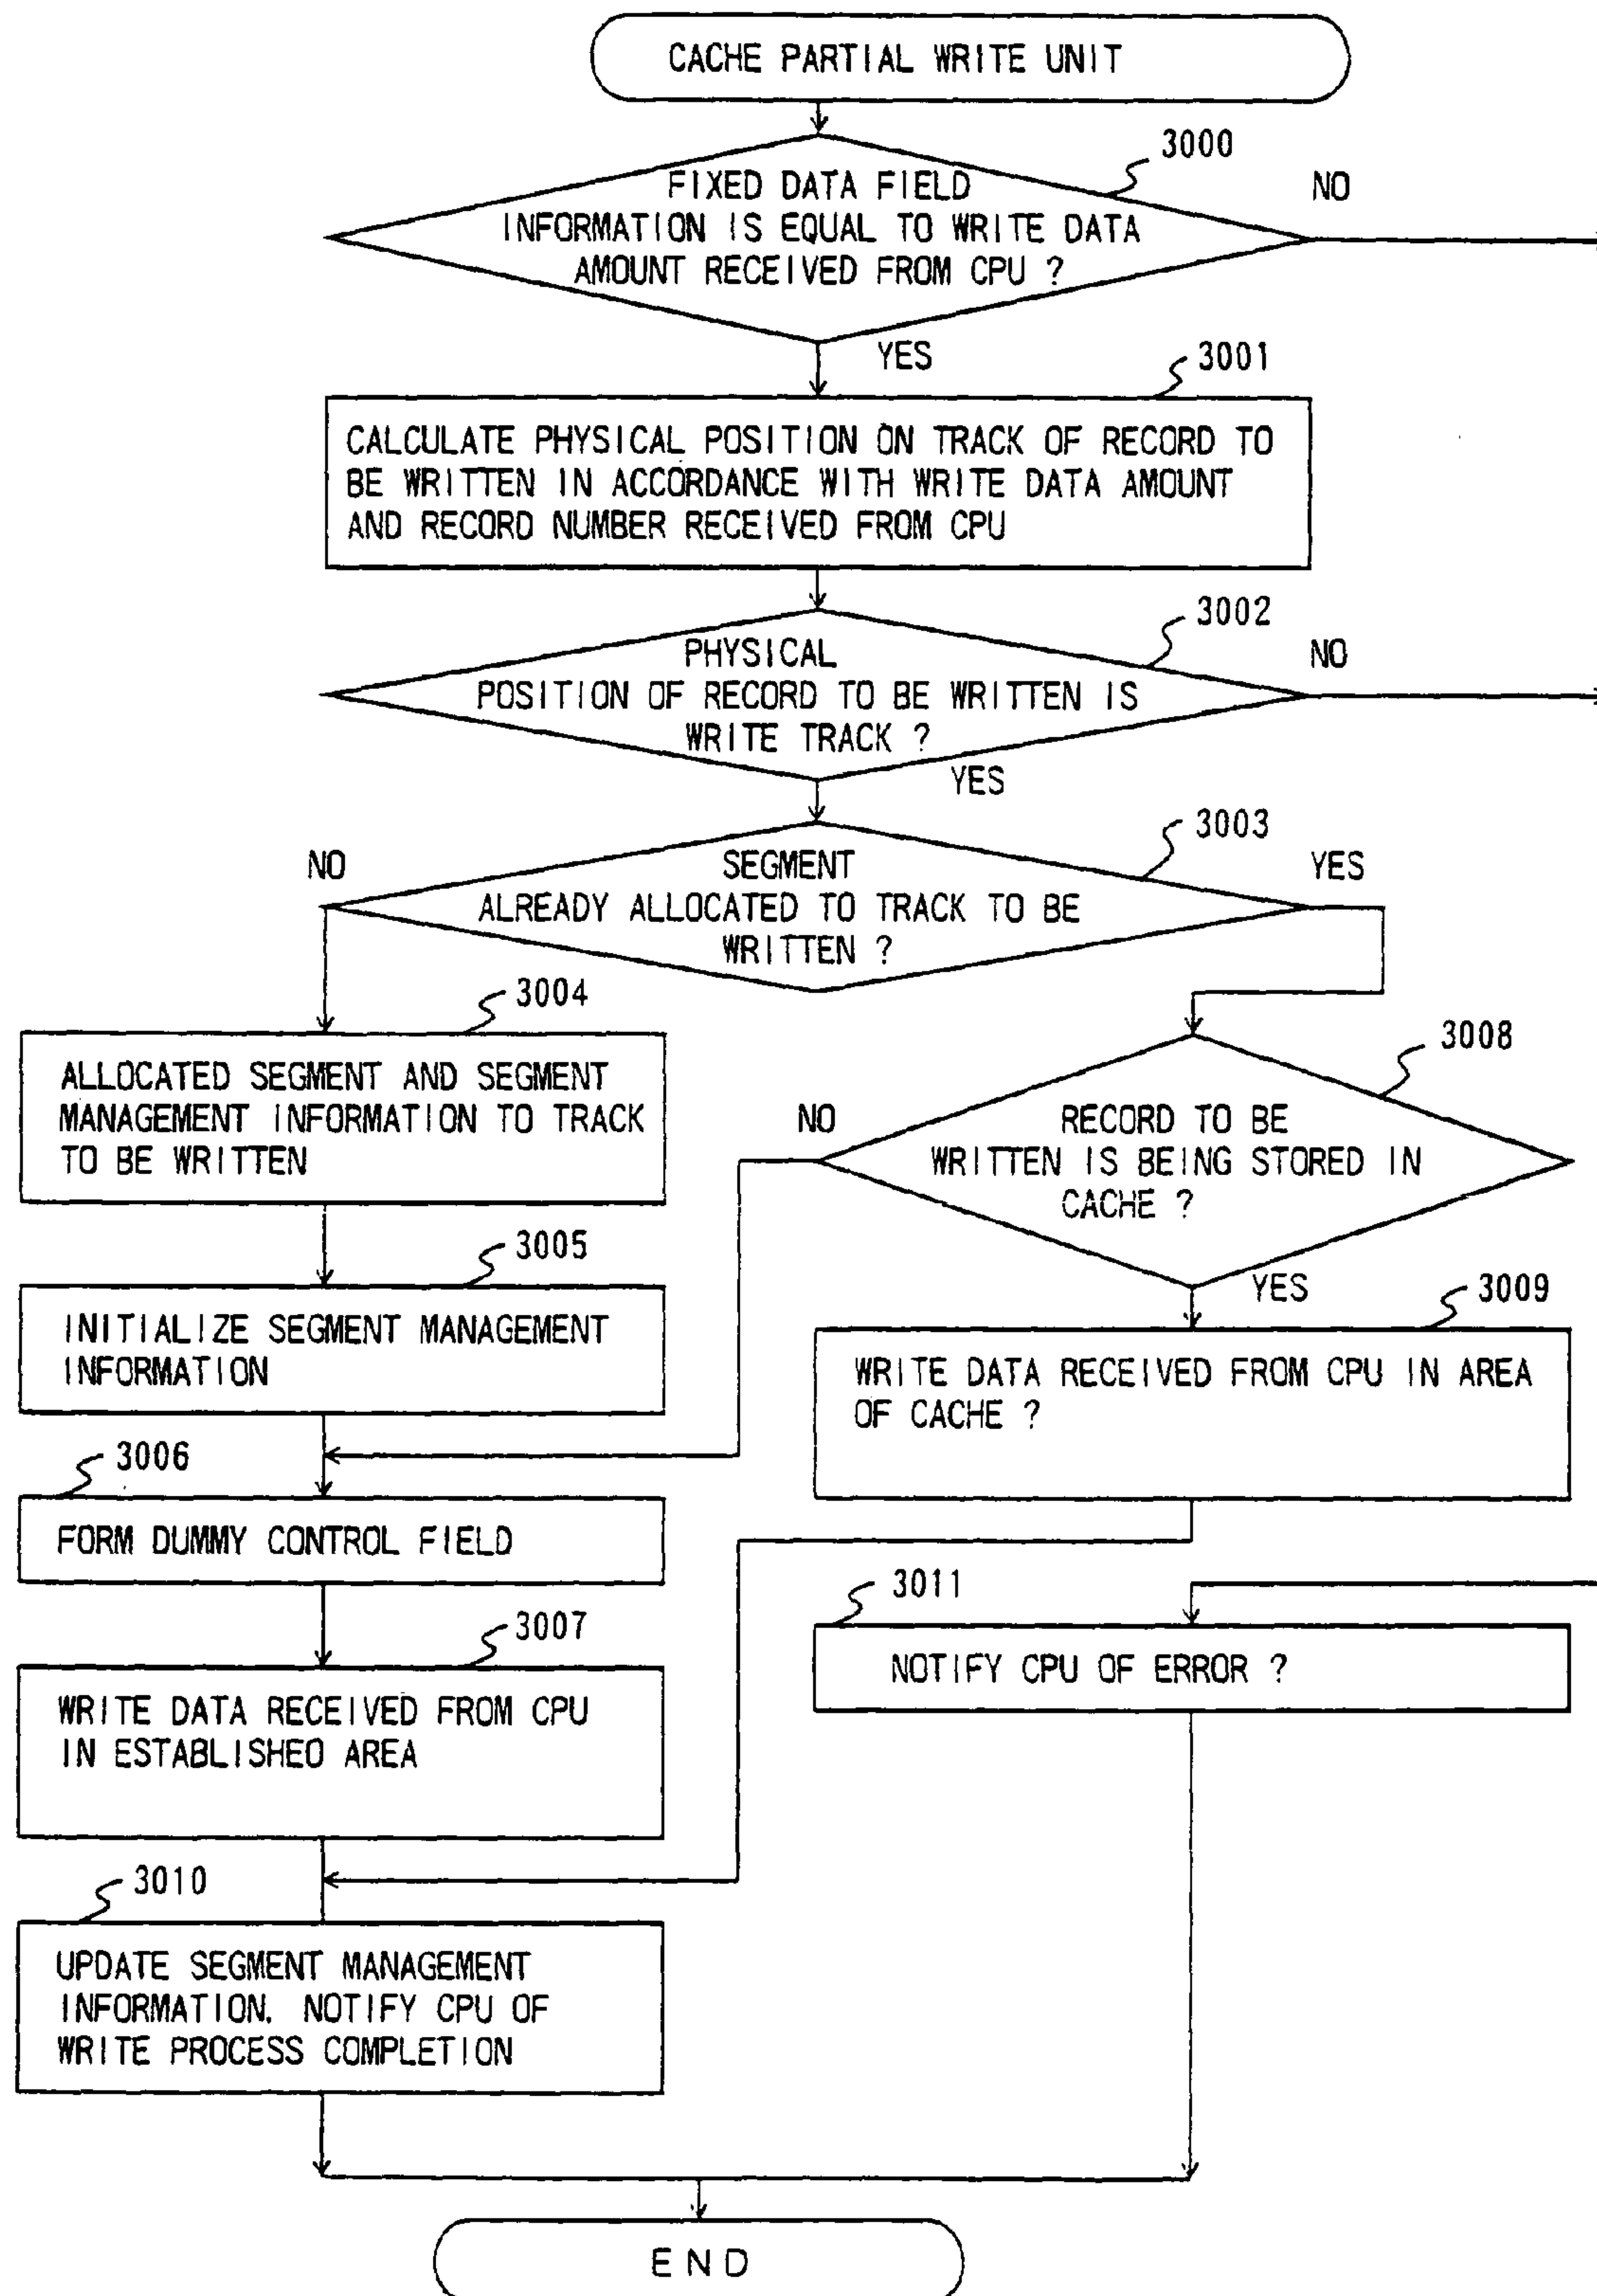 CACHE PARTIAL WRITE UNIT
3000
FIXED DATA FIELD
INFORMATION IS EQUAL TO WRITE DATA
AMOUNT RECEIVED FROM CPU ?
NO
YES
3001
CALCULATE PHYSICAL POSITION ON TRACK OF RECORD TO
BE WRITTEN IN ACCORDANCE WITH WRITE DATA AMOUNT
AND RECORD NUMBER RECEIVED FROM CPU
3002
PHYSICAL
POSITION OF RECORD TO BE WRITTEN IS
WRITE TRACK ?
NO
YES
3003
NO
SEGMENT
ALREADY ALLOCATED TO TRACK TO BE
WRITTEN ?
YES
3004
ALLOCATED SEGMENT AND SEGMENT
MANAGEMENT INFORMATION TO TRACK
TO BE WRITTEN
3008
NO
RECORD TO BE
WRITTEN IS BEING STORED IN
CACHE ?
YES
3005
INITIALIZE SEGMENT MANAGEMENT
INFORMATION
3009
WRITE DATA RECEIVED FROM CPU IN AREA
OF CACHE ?
3006
FORM DUMMY CONTROL FIELD
3011
NOTIFY CPU OF ERROR ?
3007
WRITE DATA RECEIVED FROM CPU
IN ESTABLISHEO AREA
3010
UPDATE SEGMENT MANAGEMENT
INFORMATION. NOTIFY CPU OF
WRITE PROCESS COMPLETION
END